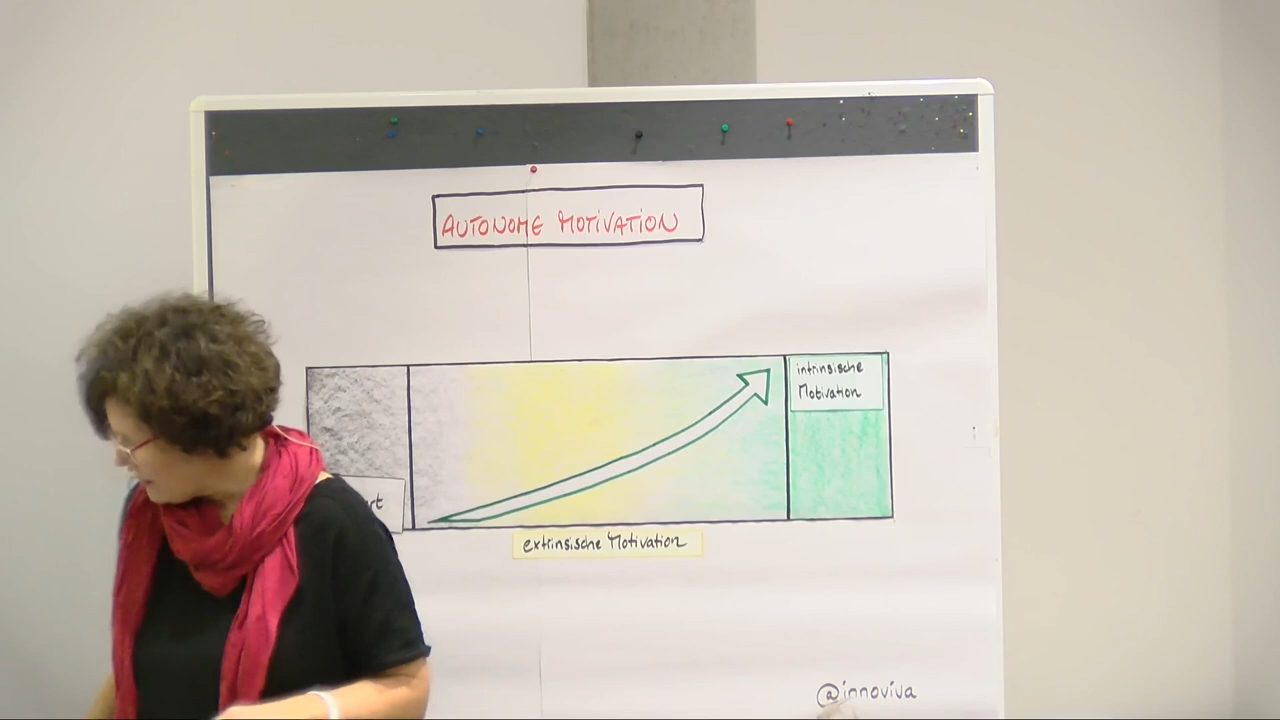 AUTONOME MOTIVATION
intrinsische
Motivation
extrinsische Motivation
@innoviva